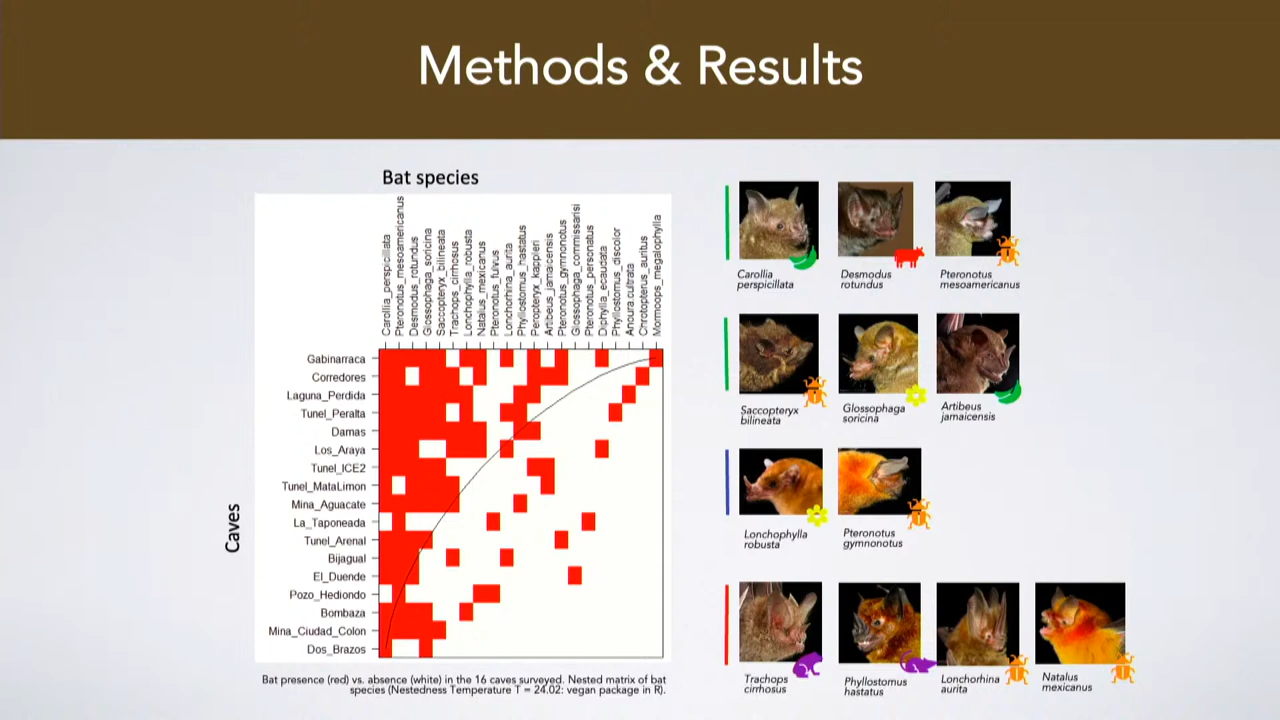 Methods & Results
Bat species
Carollia_perspicillata
Pteronotus_mesoamericanus
Desmodus_rotundus
Glossophaga_soricina
Saccopteryx_bilineata
Trachops_cirrhosus
Lonchophylla_robusta
Natalus_mexicanus
Pteronotus_fulvus
Lonchorhina_aurita
Phyllostomus_hastatus
Peropteryx_kappleri
Artibeus_jamaicensis
Pteronotus_gymnonotus
Glossophaga_commissarisi
Pteronotus_personatus
Diphylla_ecaudata
Phyllostomus_discolor
Anoura_cultrata
Chrotopterus_auritus
Mormoops_megalophylla
Caves
Gabinarraca
Corredores
Laguna_Perdida
Tunel_Peralta
Damas
Los_Araya
Tunel_ICE2
Tunel_MataLimon
Mina_Aguacate
La_Taponeada
Tunel_Arenal
Bijagual
El_Duende
Pozo_Hediondo
Bombaza
Mina_Ciudad_Colon
Dos_Brazos
Bat presence (red) vs. absence (white) in the 16 caves surveyed. Nested matrix of bat
species (Nestedness Temperature T = 24.02: vegan package in R).
Carollia
perspicillata
Desmodus
rotundus
Pteronotus
mesoamericanus
Saccopteryx
bilineata
Glossophaga
soricina
Artibeus
jamaicensis
Lonchophylla
robusta
Pteronotus
gymnonotus
Trachops
cirrhosus
Phyllostomus
hastatus
Lonchorhina
aurita
Natalus
mexicanus